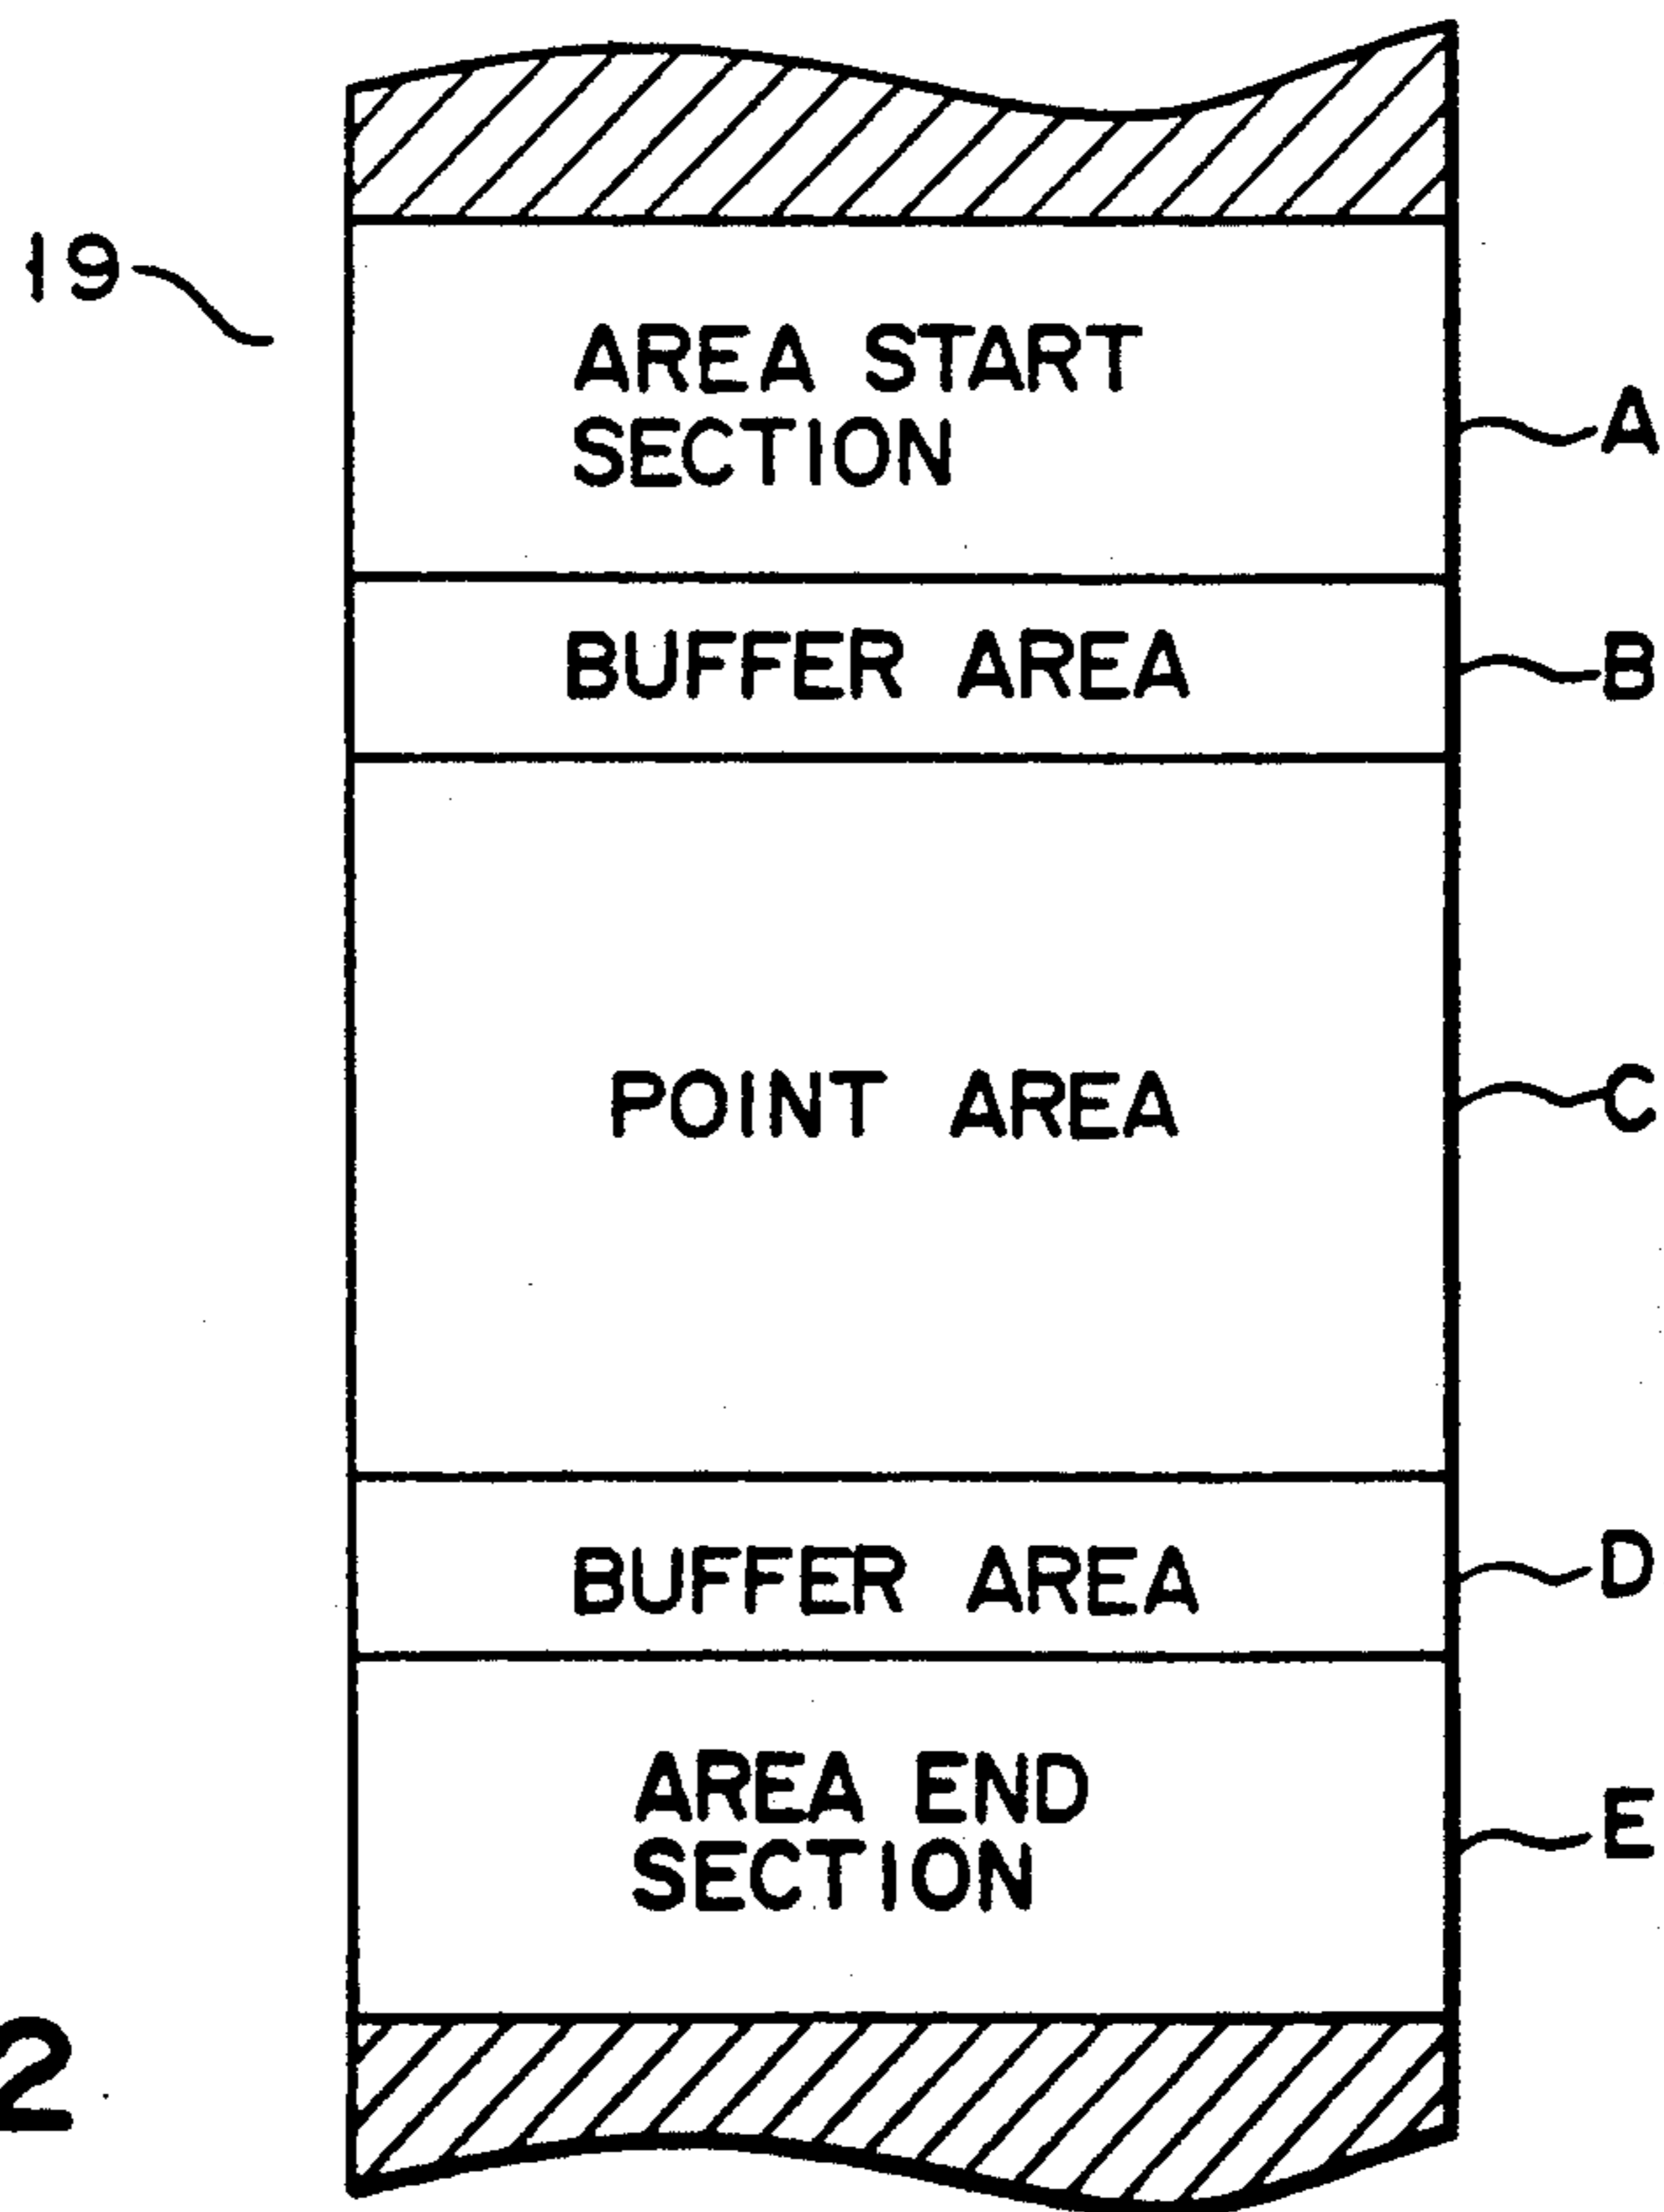 19
AREA START
SECTION
A
BUFFER AREA
B
POINT AREA
C
BUFFER AREA
D
AREA END
SECTION
E
2